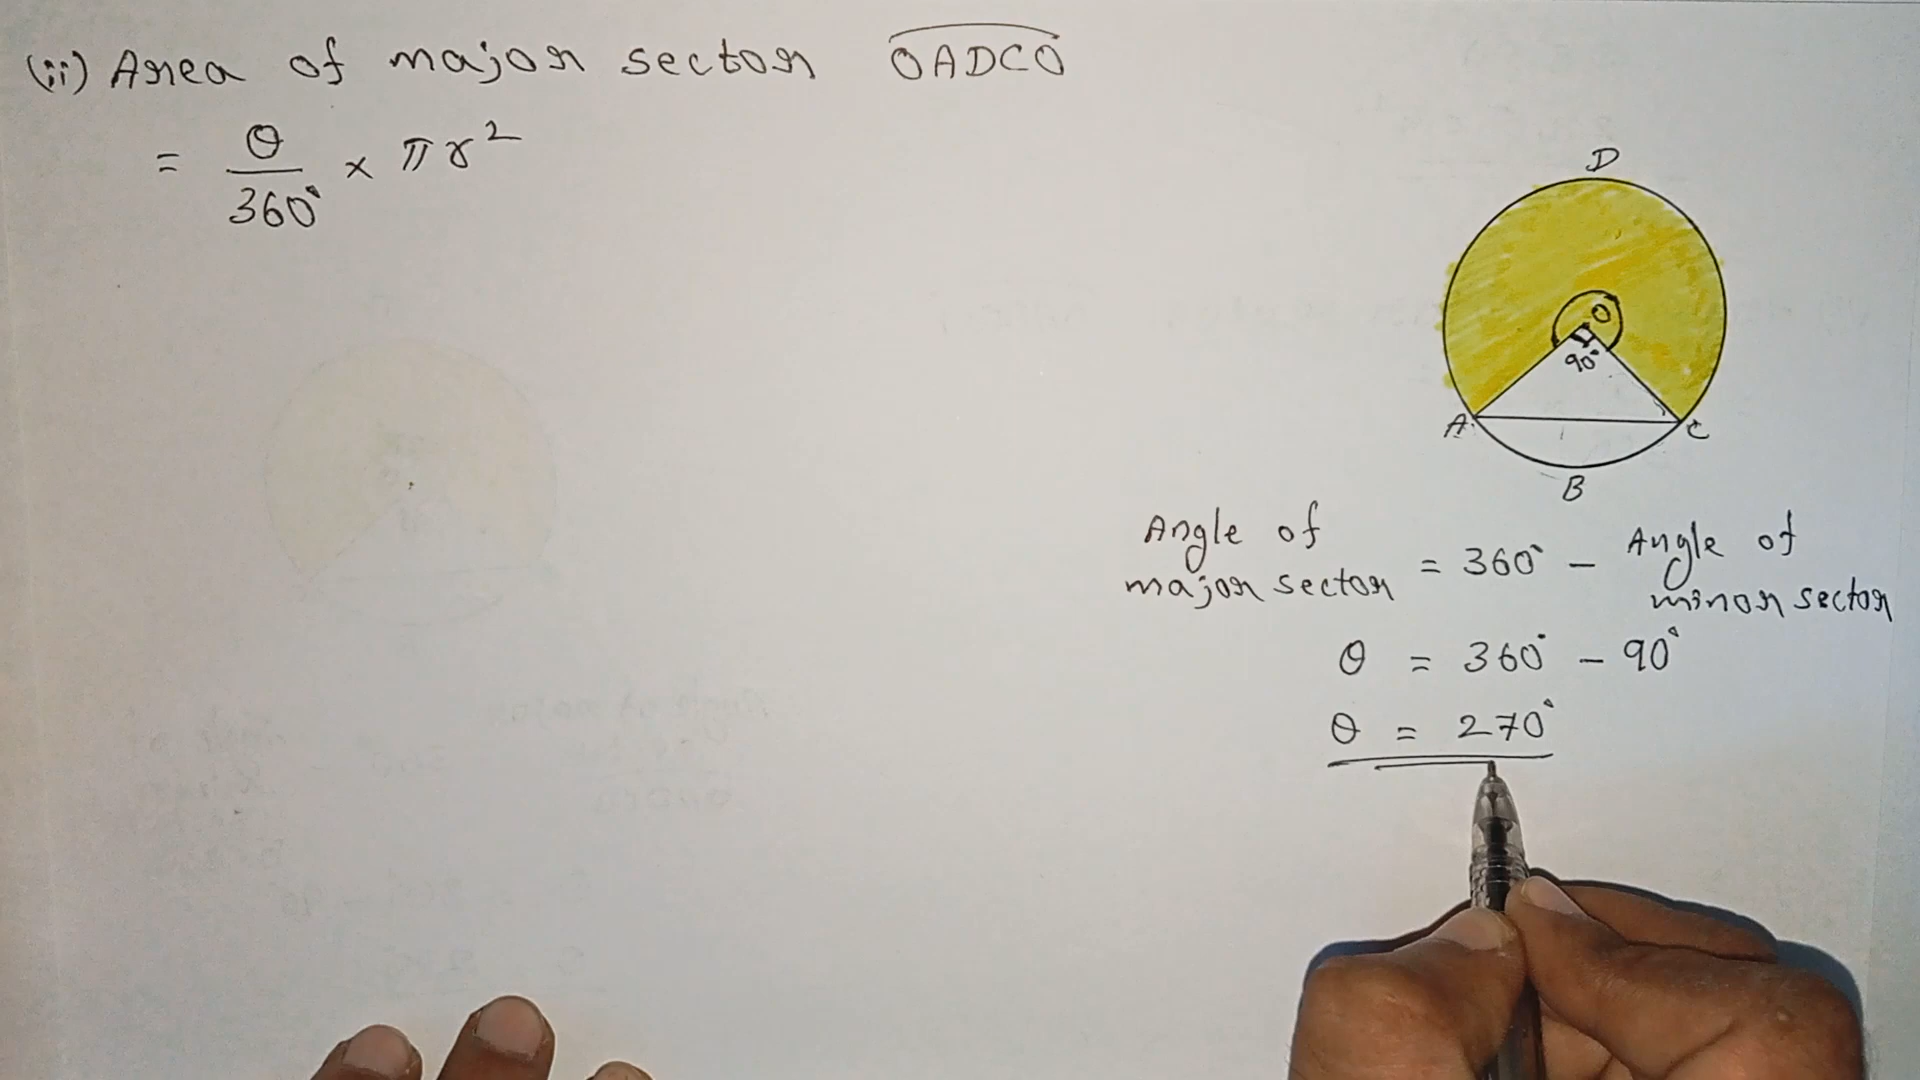 (ii) Area of major sector OADCO
= θ/360° × πr²
D
O
90°
A
C
B
Angle of major sector = 360° - Angle of minor sector
θ = 360° - 90°
θ = 270°